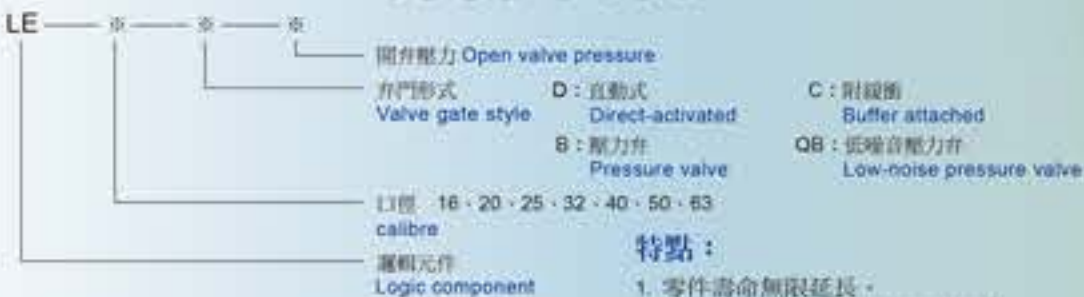 LE ※ ※ ※
開弁壓力 Open valve pressure
弁門形式 D：直動式 C：附緩衝
Valve gate style Direct-activated Buffer attached
B：壓力弁 QB：低噪音壓力弁
Pressure valve Low-noise pressure valve
口徑 16・20・25・32・40・50・63
calibre
邏輯元件
Logic component
特點：
1. 零件壽命無限延長。